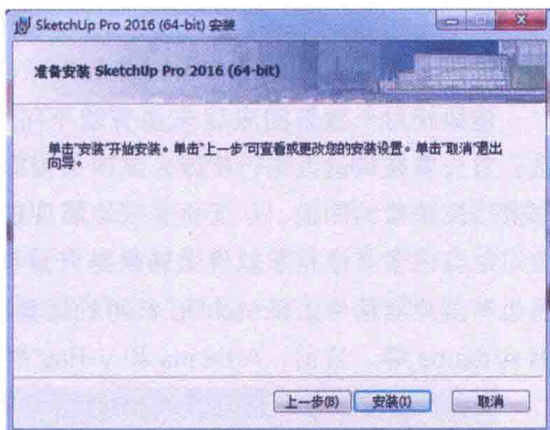 SketchUp Pro 2016 (64-bit) 安装
准备安装 SketchUp Pro 2016 (64-bit)
单击"安装"开始安装。单击"上一步"可查看或更改您的安装设置。单击"取消"退出
向导。
上一步(B)
安装(I)
取消